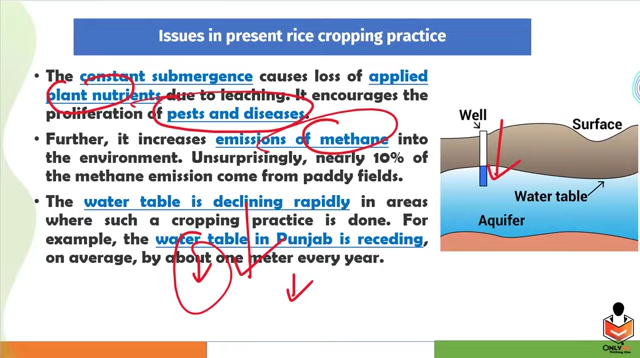 Issues in present rice cropping practice
• The constant submergence causes loss of applied
plant nutrients due to leaching. It encourages the
proliferation of pests and diseases.
• Further, it increases emissions of methane into
the environment. Unsurprisingly, nearly 10% of
the methane emission come from paddy fields.
• The water table is declining rapidly in areas
where such a cropping practice is done. For
example, the water table in Punjab is receding,
on average, by about one meter every year.
Well
Surface
Water table
Aquifer